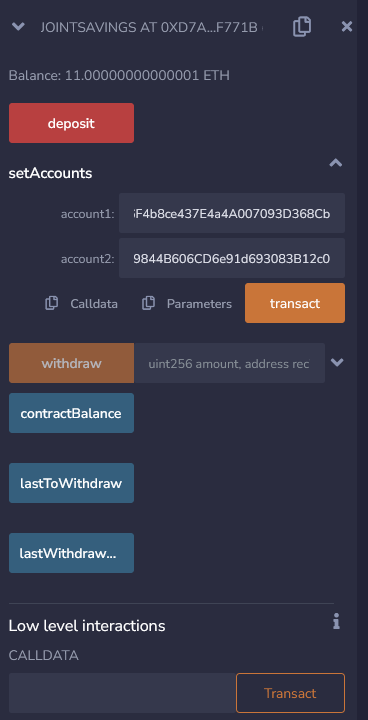 JOINTSAVINGS AT 0XD7A...F771B
Balance: 11.00000000000001 ETH
deposit
setAccounts
account1: F4b8ce437E4a4A007093D368Cb
account2: 9844B606CD6e91d693083B12c0
Calldata Parameters transact
withdraw uint256 amount, address rec
contractBalance
lastToWithdraw
lastWithdraw...
Low level interactions
CALLDATA
Transact